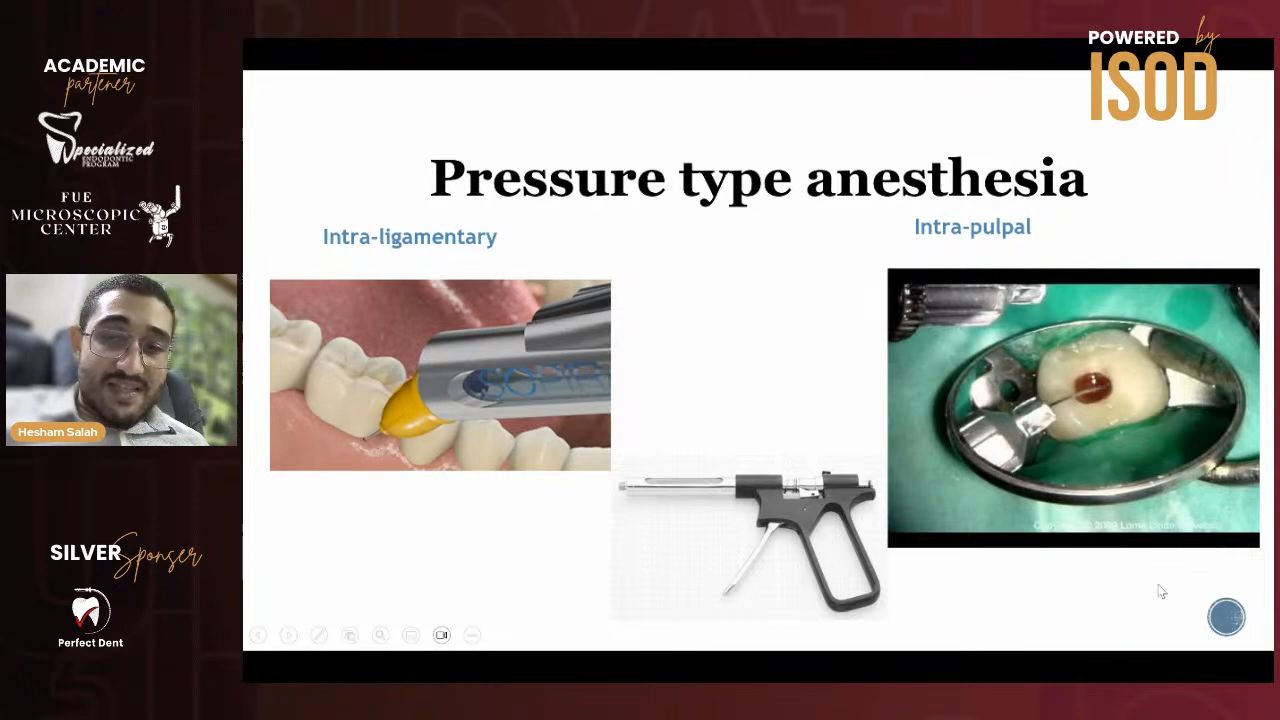 ACADEMIC
partener
Specialized
ENDODONTIC
PROGRAM
FUE
MICROSCOPIC
CENTER
Hesham Salah
SILVER Sponser
Perfect Dent
POWERED by
ISOD
Pressure type anesthesia
Intra-ligamentary
Intra-pulpal
SOPIRA